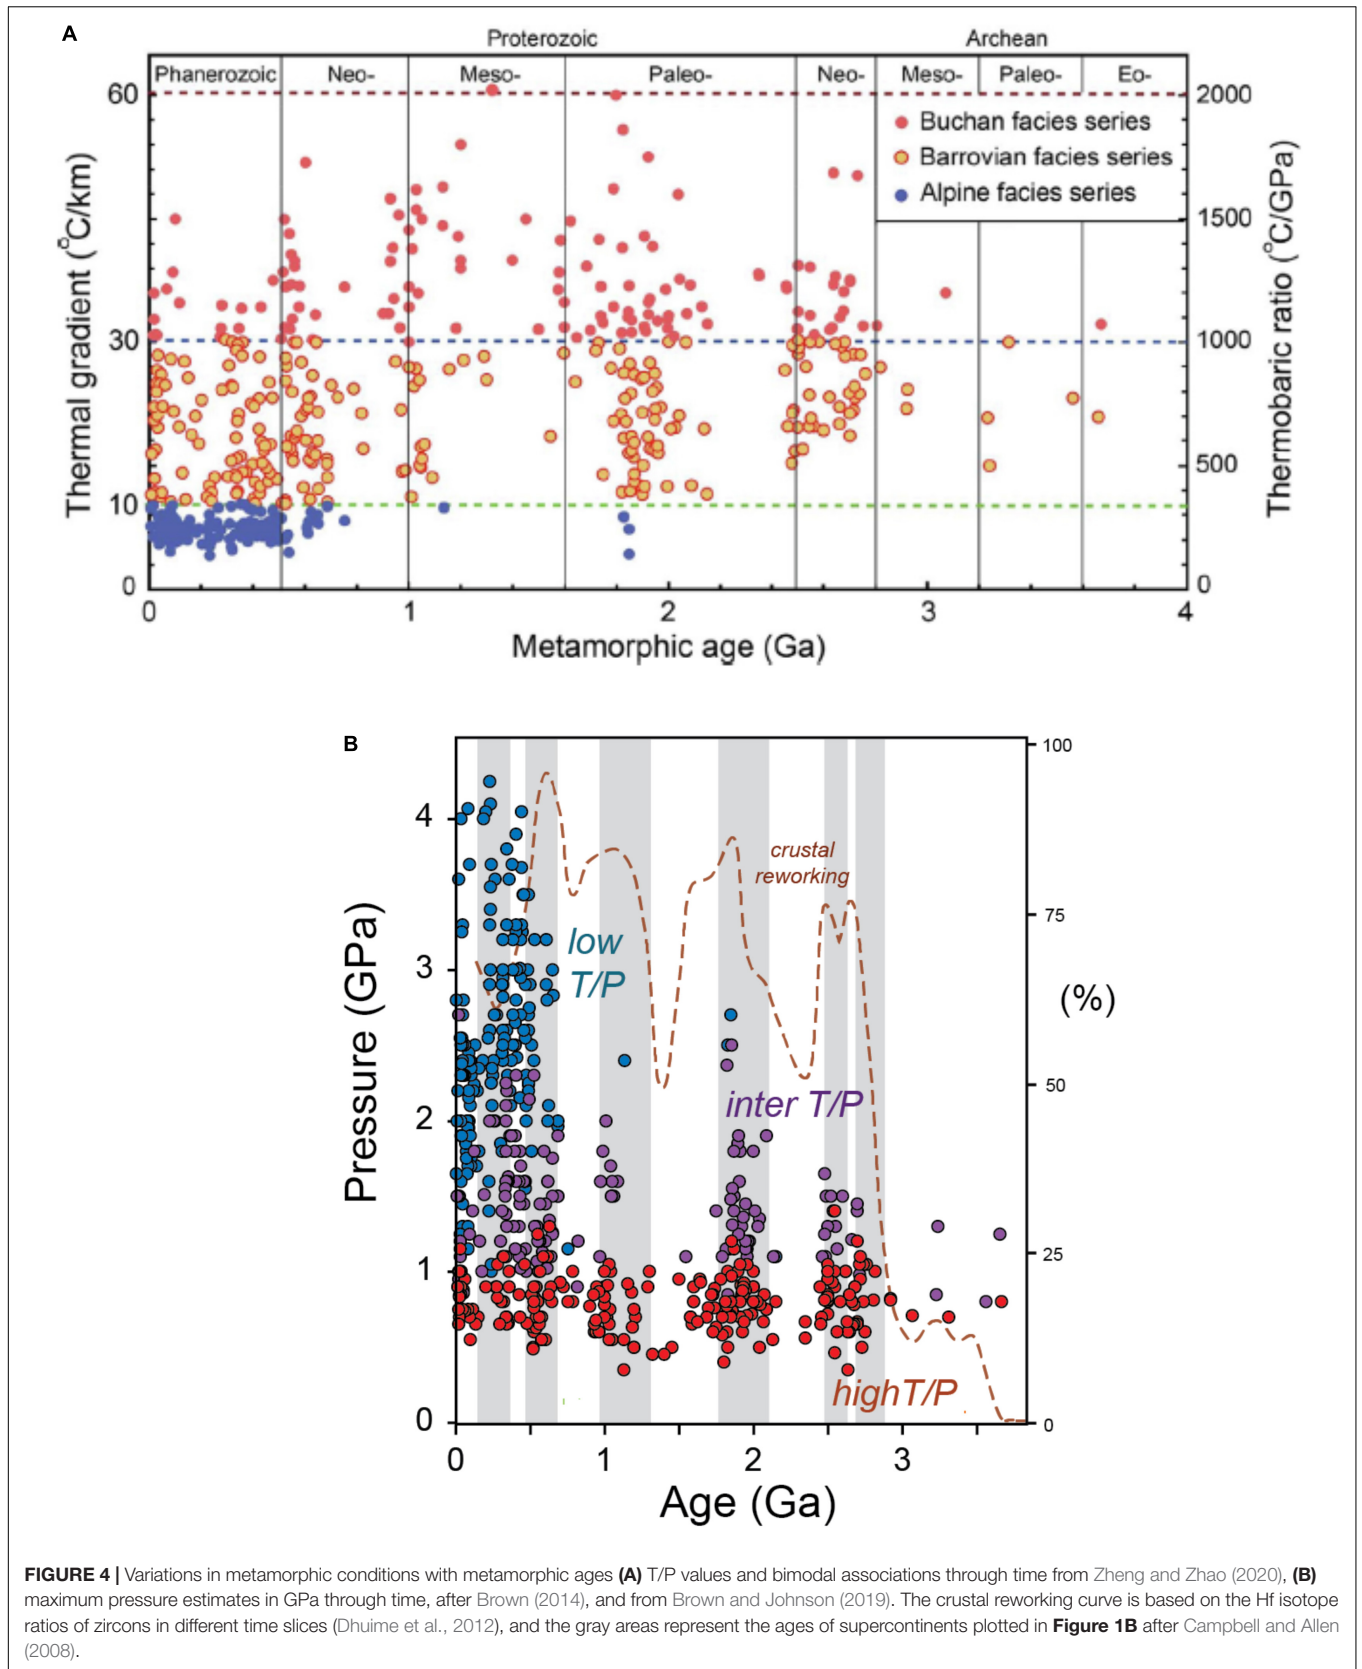 A
Proterozoic Archean
Phanerozoic Neo- Meso- Paleo- Neo- Meso- Paleo- Eo-
60 2000
Buchan facies series
Barrovian facies series
Alpine facies series
1500
30 1000
500
10
0 0
Thermal gradient (°C/km)
Thermobaric ratio (°C/GPa)
0 1 2 3 4
Metamorphic age (Ga)
B
100
4
crustal
reworking
75
low
T/P
3
(%)
50
inter T/P
2
25
1
highT/P
0 0
Pressure (GPa)
0 1 2 3
Age (Ga)
FIGURE 4 | Variations in metamorphic conditions with metamorphic ages (A) T/P values and bimodal associations through time from Zheng and Zhao (2020), (B)
maximum pressure estimates in GPa through time, after Brown (2014), and from Brown and Johnson (2019). The crustal reworking curve is based on the Hf isotope
ratios of zircons in different time slices (Dhuime et al., 2012), and the gray areas represent the ages of supercontinents plotted in Figure 1B after Campbell and Allen
(2008).